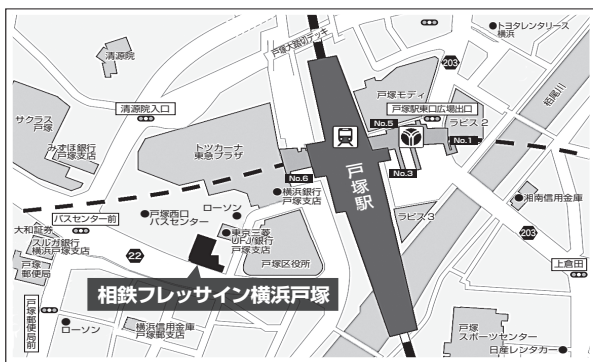 戸塚大踏切デッキ
トヨタレンタリース
横浜
清源院
203
戸塚モディ
柏尾川
サクラス
戸塚
清源院入口
戸塚駅東口広場出口
ラピス2
No.5
No.1
みずほ銀行
戸塚支店
トツカーナ
東急プラザ
戸塚駅
No.3
No.6
横浜銀行
戸塚支店
湘南信用金庫
バスセンター前
戸塚西口
バスセンター
ローソン
ラピス3
203
大和証券
スルガ銀行
横浜戸塚支店
東京三菱
UFJ銀行
戸塚支店
22
戸塚区役所
上倉田
戸塚
郵便局
相鉄フレッサイン横浜戸塚
戸塚郵便局前
ローソン
横浜信用金庫
戸塚支店
戸塚
スポーツセンター
日産レンタカー